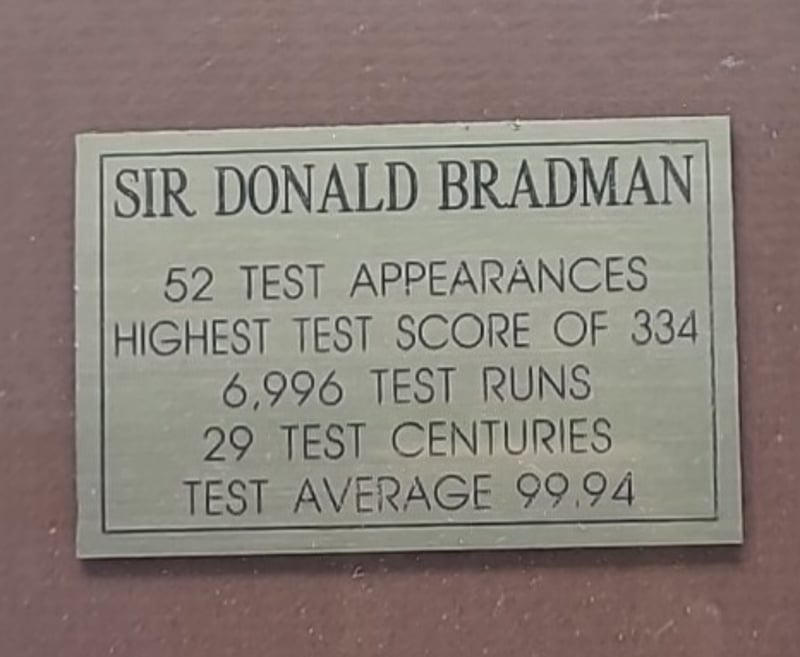 SIR DONALD BRADMAN
52 TEST APPEARANCES
HIGHEST TEST SCORE OF 334
6,996 TEST RUNS
29 TEST CENTURIES
TEST AVERAGE 99.94